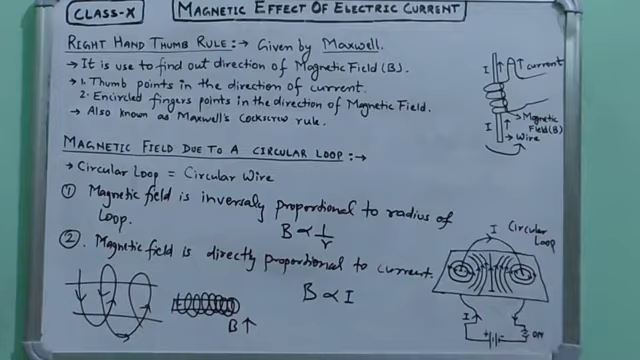 CLASS-X
MAGNETIC EFFECT OF ELECTRIC CURRENT
RIGHT HAND THUMB RULE:→ Given by Maxwell.
→ It is use to find out direction of Magnetic Field (B).
→ 1. Thumb points in the direction of current.
2. Encircled fingers points in the direction of Magnetic Field.
→ Also known as Maxwell's Cockscrew rule.
I
current
I
→ Magnetic
Field(B)
→ Wire
MAGNETIC FIELD DUE TO A CIRCULAR LOOP:→
→ Circular Loop = Circular Wire
① Magnetic field is inversaly proportional to radius of
Loop.
B ∝ 1/r
② Magnetic field is directly proportional to current.
B ∝ I
B↑
I
Circular
Loop
I